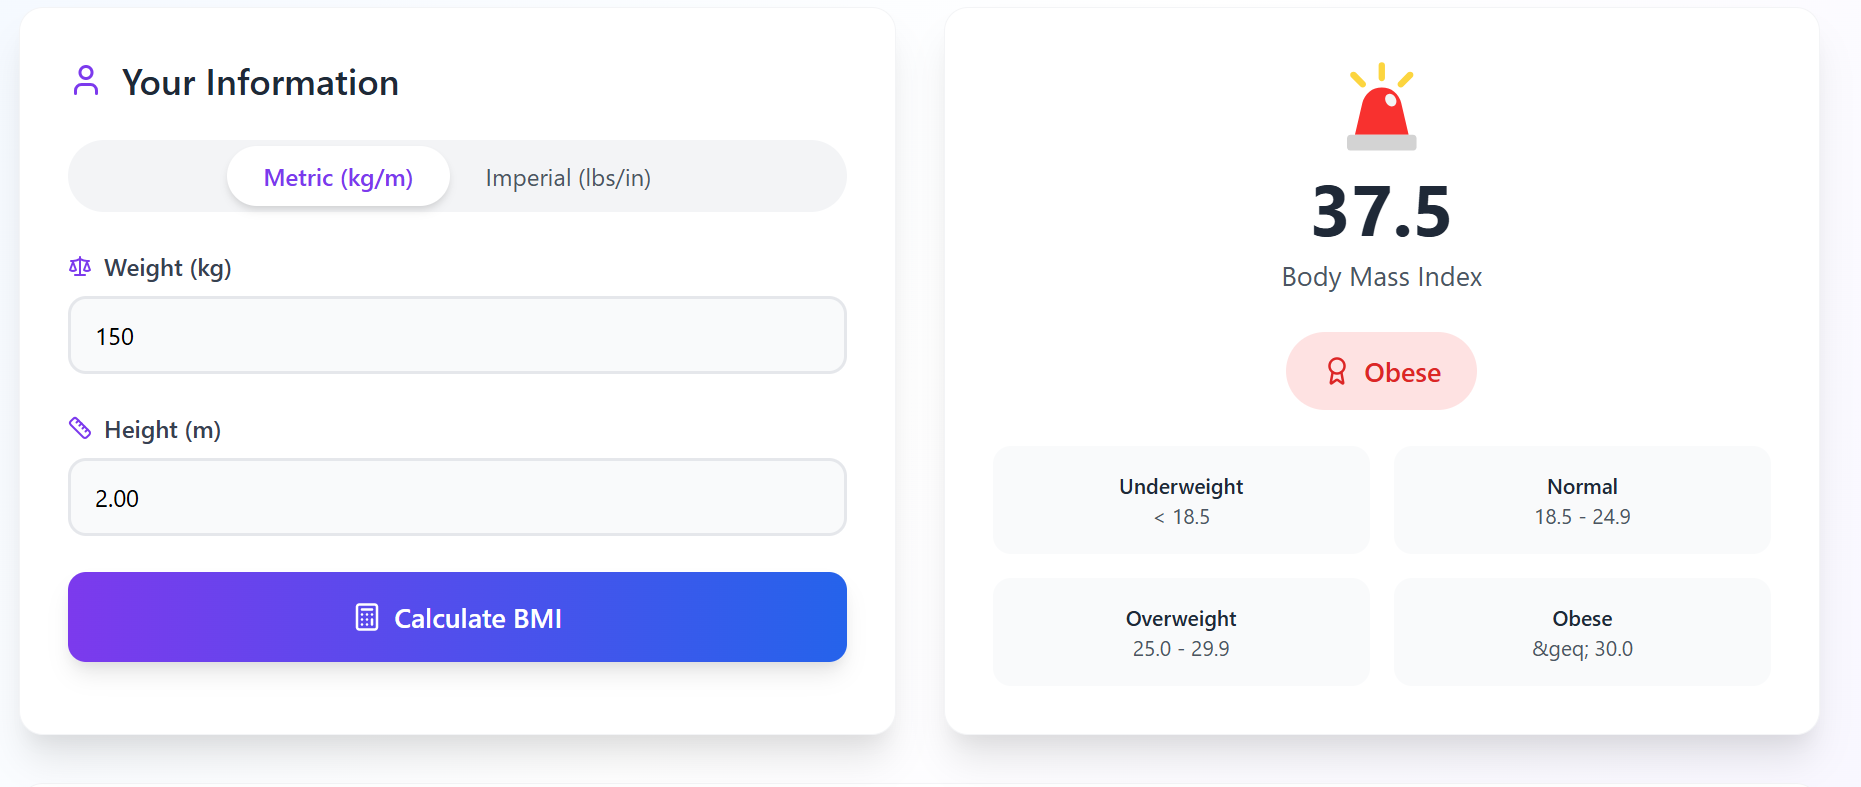 Your Information
Metric (kg/m)
Imperial (lbs/in)
Weight (kg)
150
Height (m)
2.00
Calculate BMI
37.5
Body Mass Index
Obese
Underweight
< 18.5
Normal
18.5 - 24.9
Overweight
25.0 - 29.9
Obese
&geq; 30.0